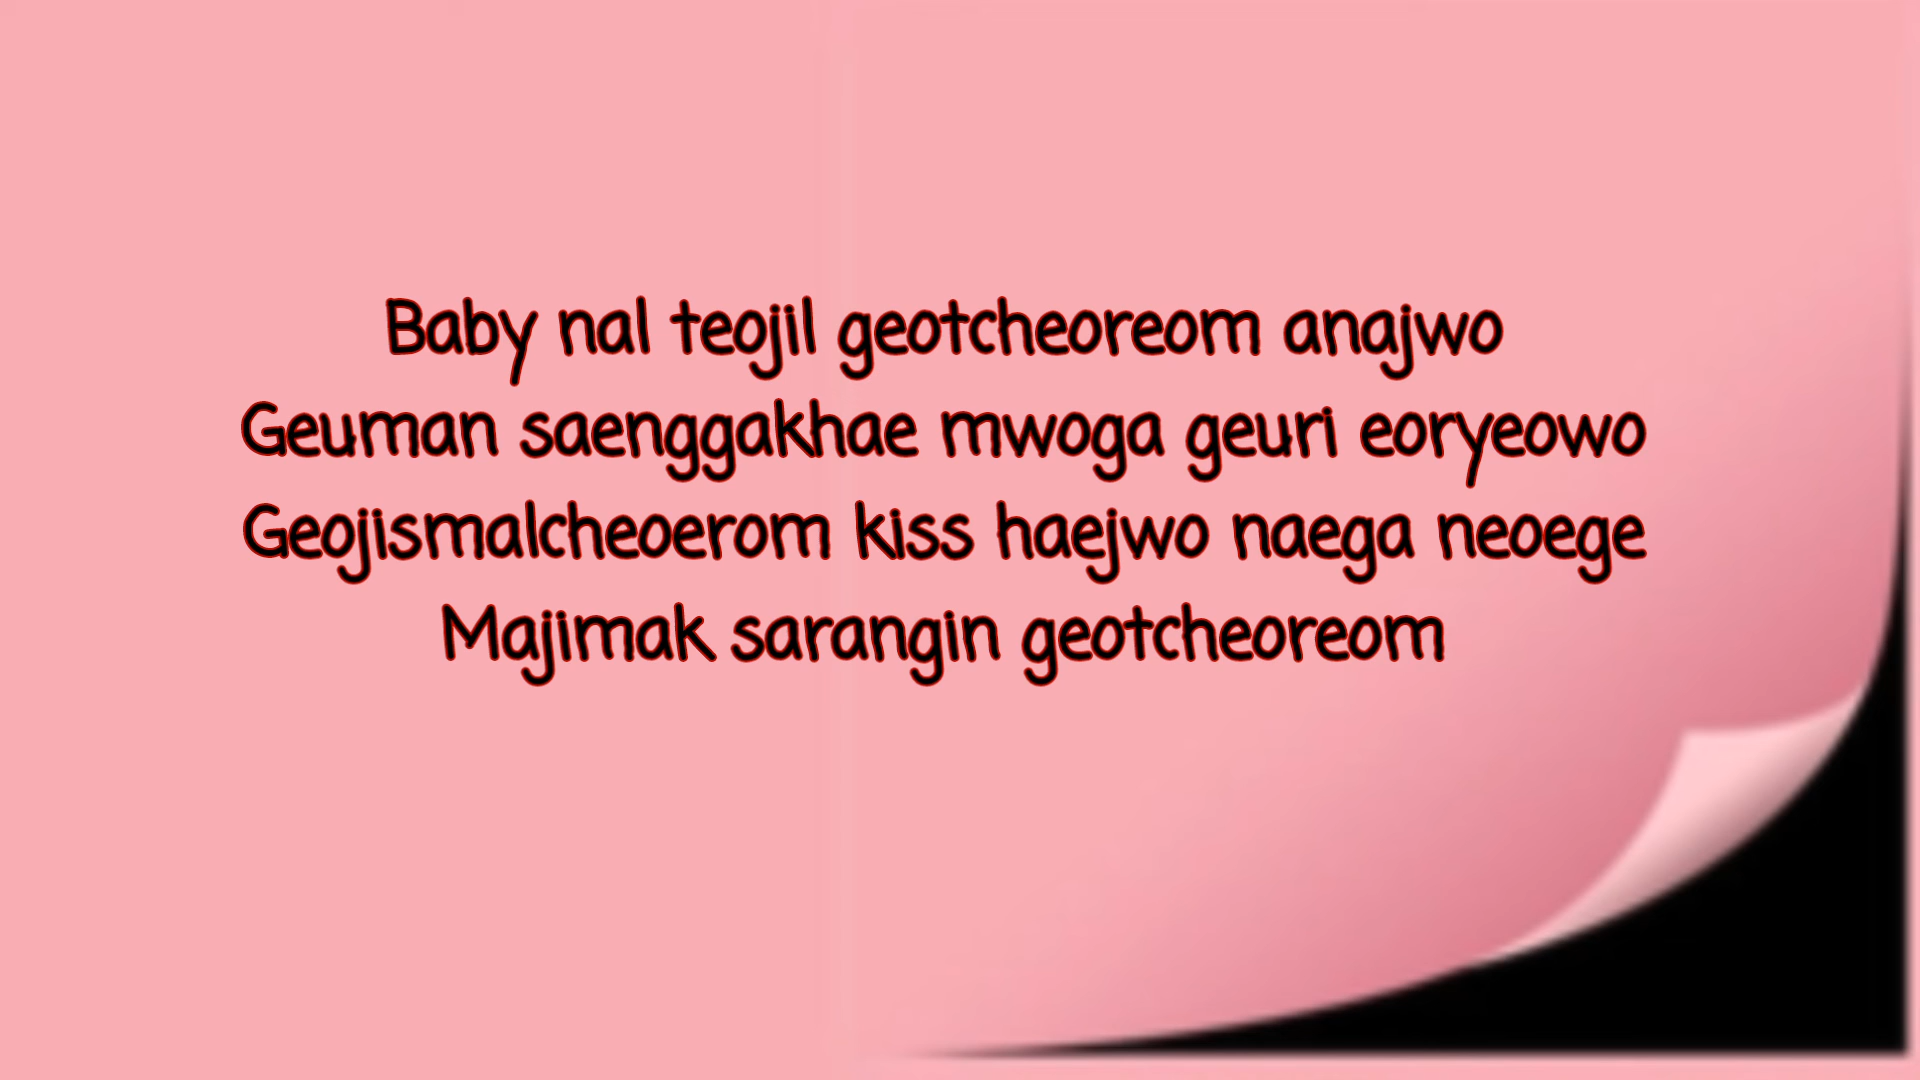 Baby nal teojil geotcheoreom anajwo
Geuman saenggakhae mwoga geuri eoryeowo
Geojismalcheoerom kiss haejwo naega neoege
Majimak sarangin geotcheoreom